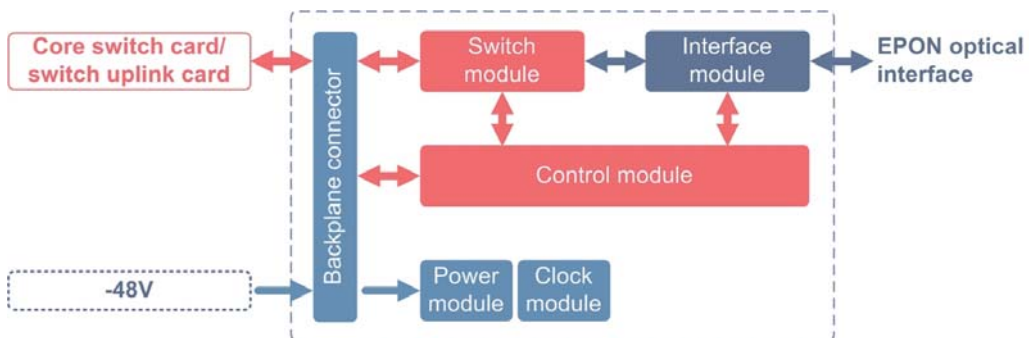 Core switch card/
switch uplink card
Backplane connector
Switch
module
Interface
module
EPON optical
interface
Control module
-48V
Power
module
Clock
module